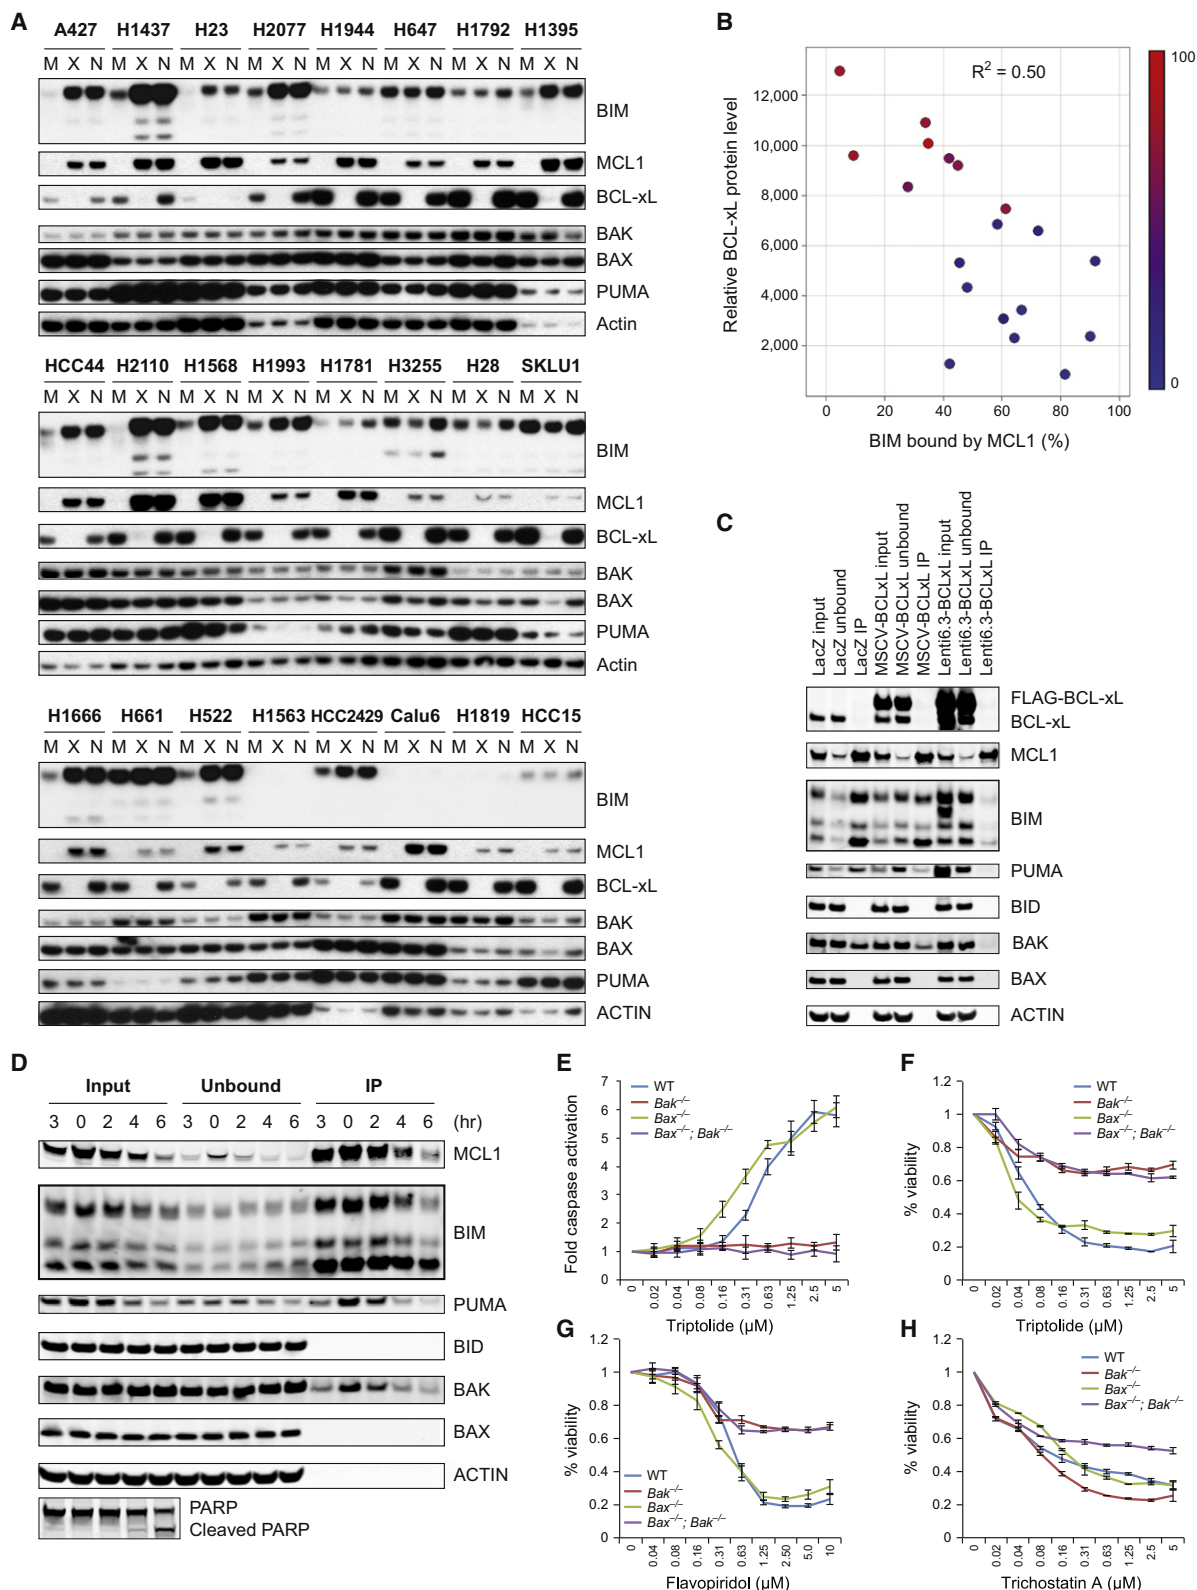 A
A427 H1437 H23 H2077 H1944 H647 H1792 H1395
M X N M X N M X N M X N M X N M X N M X N M X N
BIM
MCL1
BCL-xL
BAK
BAX
PUMA
Actin
HCC44 H2110 H1568 H1993 H1781 H3255 H28 SKLU1
M X N M X N M X N M X N M X N M X N M X N M X N
BIM
MCL1
BCL-xL
BAK
BAX
PUMA
Actin
H1666 H661 H522 H1563 HCC2429 Calu6 H1819 HCC15
M X N M X N M X N M X N M X N M X N M X N M X N
BIM
MCL1
BCL-xL
BAK
BAX
PUMA
ACTIN
B
R² = 0.50
Relative BCL-xL protein level
12,000
10,000
8,000
6,000
4,000
2,000
0 20 40 60 80 100
BIM bound by MCL1 (%)
100
0
C
LacZ input
LacZ unbound
LacZ IP
MSCV-BCLxL input
MSCV-BCLxL unbound
MSCV-BCLxL IP
Lenti6.3-BCLxL input
Lenti6.3-BCLxL unbound
Lenti6.3-BCLxL IP
FLAG-BCL-xL
BCL-xL
MCL1
BIM
PUMA
BID
BAK
BAX
ACTIN
D
Input Unbound IP
3 0 2 4 6 3 0 2 4 6 3 0 2 4 6 (hr)
MCL1
BIM
PUMA
BID
BAK
BAX
ACTIN
PARP
Cleaved PARP
E
Fold caspase activation
7
6
5
4
3
2
1
0
WT
Bak−/−
Bax−/−
Bax−/−; Bak−/−
0 0.02 0.04 0.08 0.16 0.31 0.63 1.25 2.5 5
Triptolide (µM)
F
% viability
1.2
1
0.8
0.6
0.4
0.2
0
WT
Bak−/−
Bax−/−
Bax−/−; Bak−/−
0 0.02 0.04 0.08 0.16 0.31 0.63 1.25 2.5 5
Triptolide (µM)
G
% viability
1.2
1
0.8
0.6
0.4
0.2
0
WT
Bak−/−
Bax−/−
Bax−/−; Bak−/−
0 0.04 0.08 0.16 0.31 0.63 1.25 2.50 5.0 10
Flavopiridol (µM)
H
% viability
1.2
1
0.8
0.6
0.4
0.2
0
WT
Bak−/−
Bax−/−
Bax−/−; Bak−/−
0 0.02 0.04 0.08 0.16 0.31 0.63 1.25 2.5 5
Trichostatin A (µM)